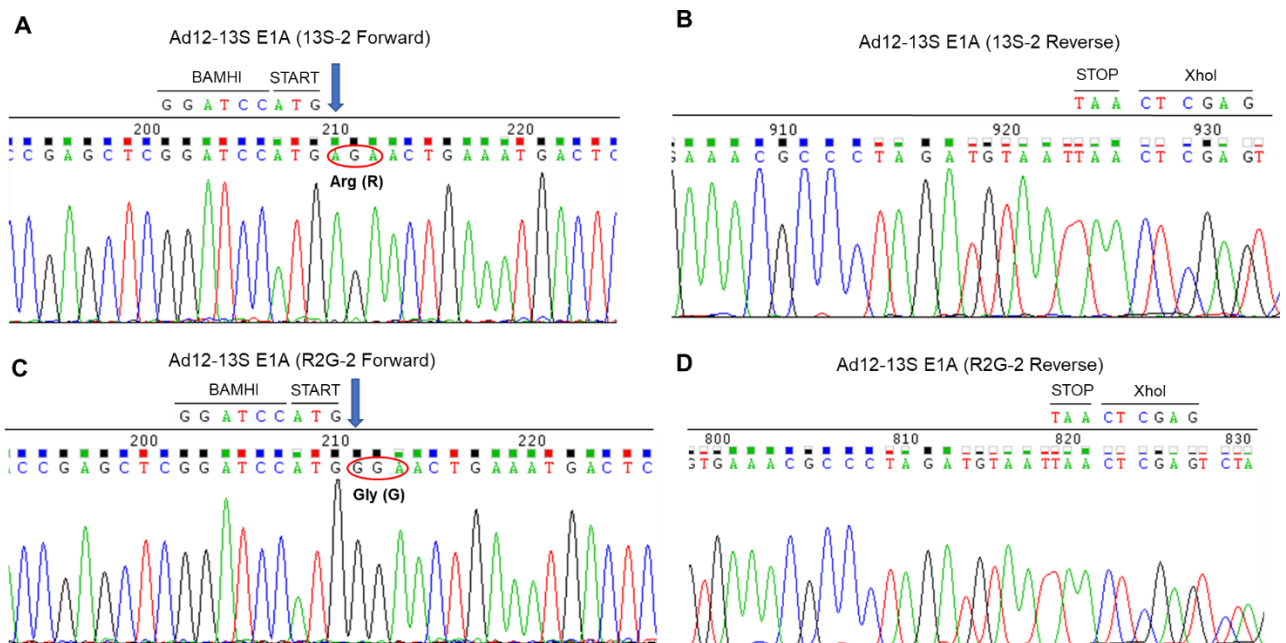 A
Ad12-13S E1A (13S-2 Forward)
BAMHI START
G G A T C C A T G
200 210 220
C C G A G C T C G G A T C C A T G A G A A C T G A A A T G A C T C
Arg (R)
B
Ad12-13S E1A (13S-2 Reverse)
STOP XhoI
T A A C T C G A G
910 920 930
G A A A C G C C C T A G A T G T A A T T A A C T C G A G T
C
Ad12-13S E1A (R2G-2 Forward)
BAMHI START
G G A T C C A T G
200 210 220
A C C G A G C T C G G A T C C A T G G G A A C T G A A A T G A C T C
Gly (G)
D
Ad12-13S E1A (R2G-2 Reverse)
STOP XhoI
T A A C T C G A G
800 810 820 830
G T G A A A C G C C C T A G A T G T A A T T A A C T C G A G T C T A